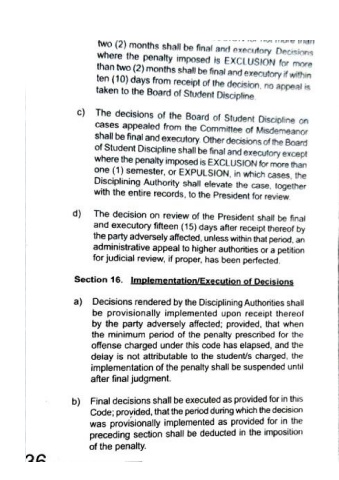 two (2) months shall be final and executory Decisions
where the penalty imposed is EXCLUSION for more
than two (2) months shall be final and executory if within
ten (10) days from receipt of the decision, no appeal is
taken to the Board of Student Discipline.
c) The decisions of the Board of Student Discipline on
cases appealed from the Committee of Misdemeanor
shall be final and executory. Other decisions of the Board
of Student Discipline shall be final and executory except
where the penalty imposed is EXCLUSION for more than
one (1) semester, or EXPULSION, in which cases, the
Disciplining Authority shall elevate the case, together
with the entire records, to the President for review.
d) The decision on review of the President shall be final
and executory fifteen (15) days after receipt thereof by
the party adversely affected, unless within that period, an
administrative appeal to higher authorities or a petition
for judicial review, if proper, has been perfected.
Section 16. Implementation/Execution of Decisions
a) Decisions rendered by the Disciplining Authorities shall
be provisionally implemented upon receipt thereof
by the party adversely affected; provided, that when
the minimum period of the penalty prescribed for the
offense charged under this code has elapsed, and the
delay is not attributable to the student/s charged, the
implementation of the penalty shall be suspended until
after final judgment.
b) Final decisions shall be executed as provided for in this
Code; provided, that the period during which the decision
was provisionally implemented as provided for in the
preceding section shall be deducted in the imposition
of the penalty.
36